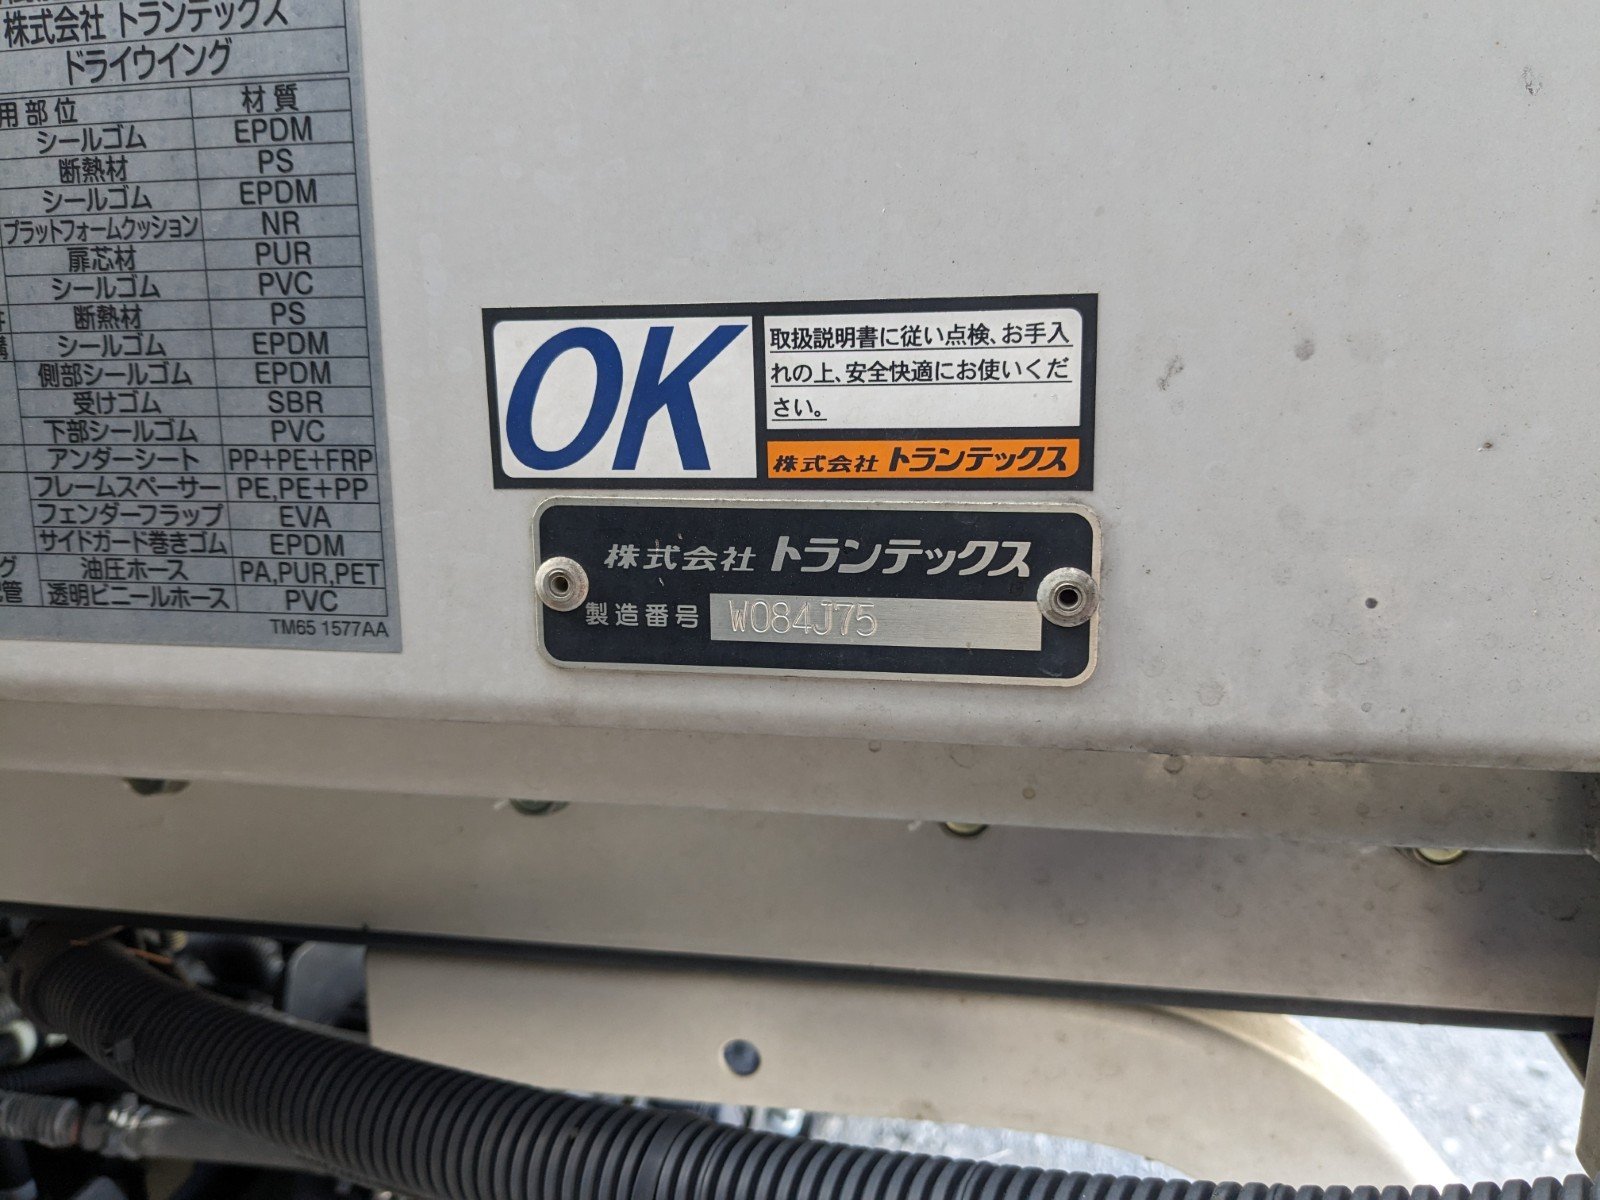 株式会社 トランテックス
ドライウイング
用部位 材質
シールゴム EPDM
断熱材 PS
シールゴム EPDM
プラットフォームクッション NR
扉芯材 PUR
シールゴム PVC
断熱材 PS
シールゴム EPDM
側部シールゴム EPDM
受けゴム SBR
下部シールゴム PVC
アンダーシート PP+PE+FRP
フレームスペーサー PE,PE+PP
フェンダーフラップ EVA
サイドガード巻きゴム EPDM
グ 油圧ホース PA,PUR,PET
管 透明ビニールホース PVC
TM65 1577AA
OK
取扱説明書に従い点検、お手入
れの上、安全快適にお使いくだ
さい。
株式会社 トランテックス
株式会社 トランテックス
製造番号 W084J75